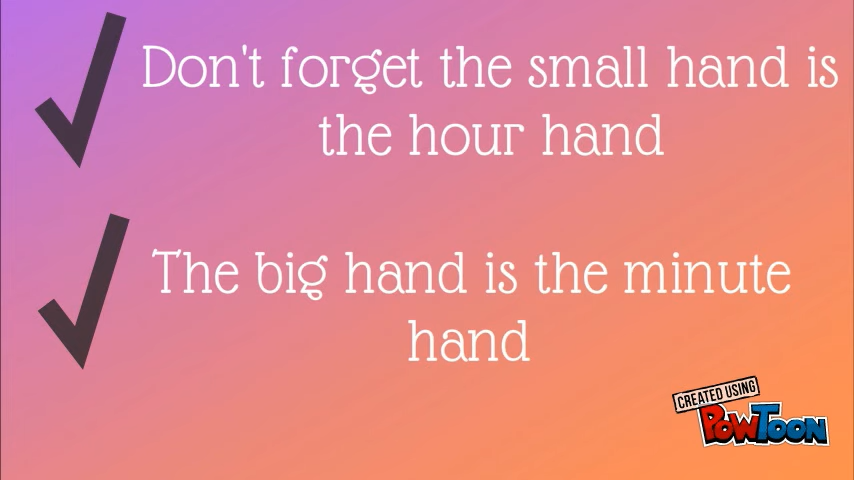 Don't forget the small hand is
the hour hand
The big hand is the minute
hand
CREATED USING
POWTOON